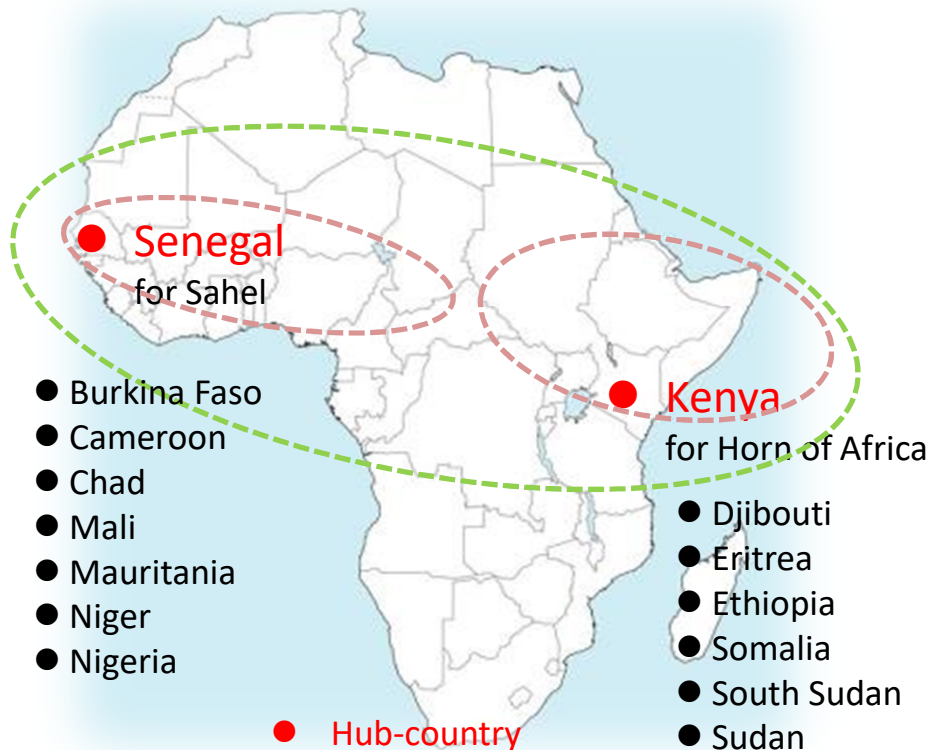 Senegal
for Sahel
Burkina Faso
Cameroon
Chad
Mali
Mauritania
Niger
Nigeria
Kenya
for Horn of Africa
Djibouti
Eritrea
Ethiopia
Somalia
South Sudan
Sudan
Hub-country